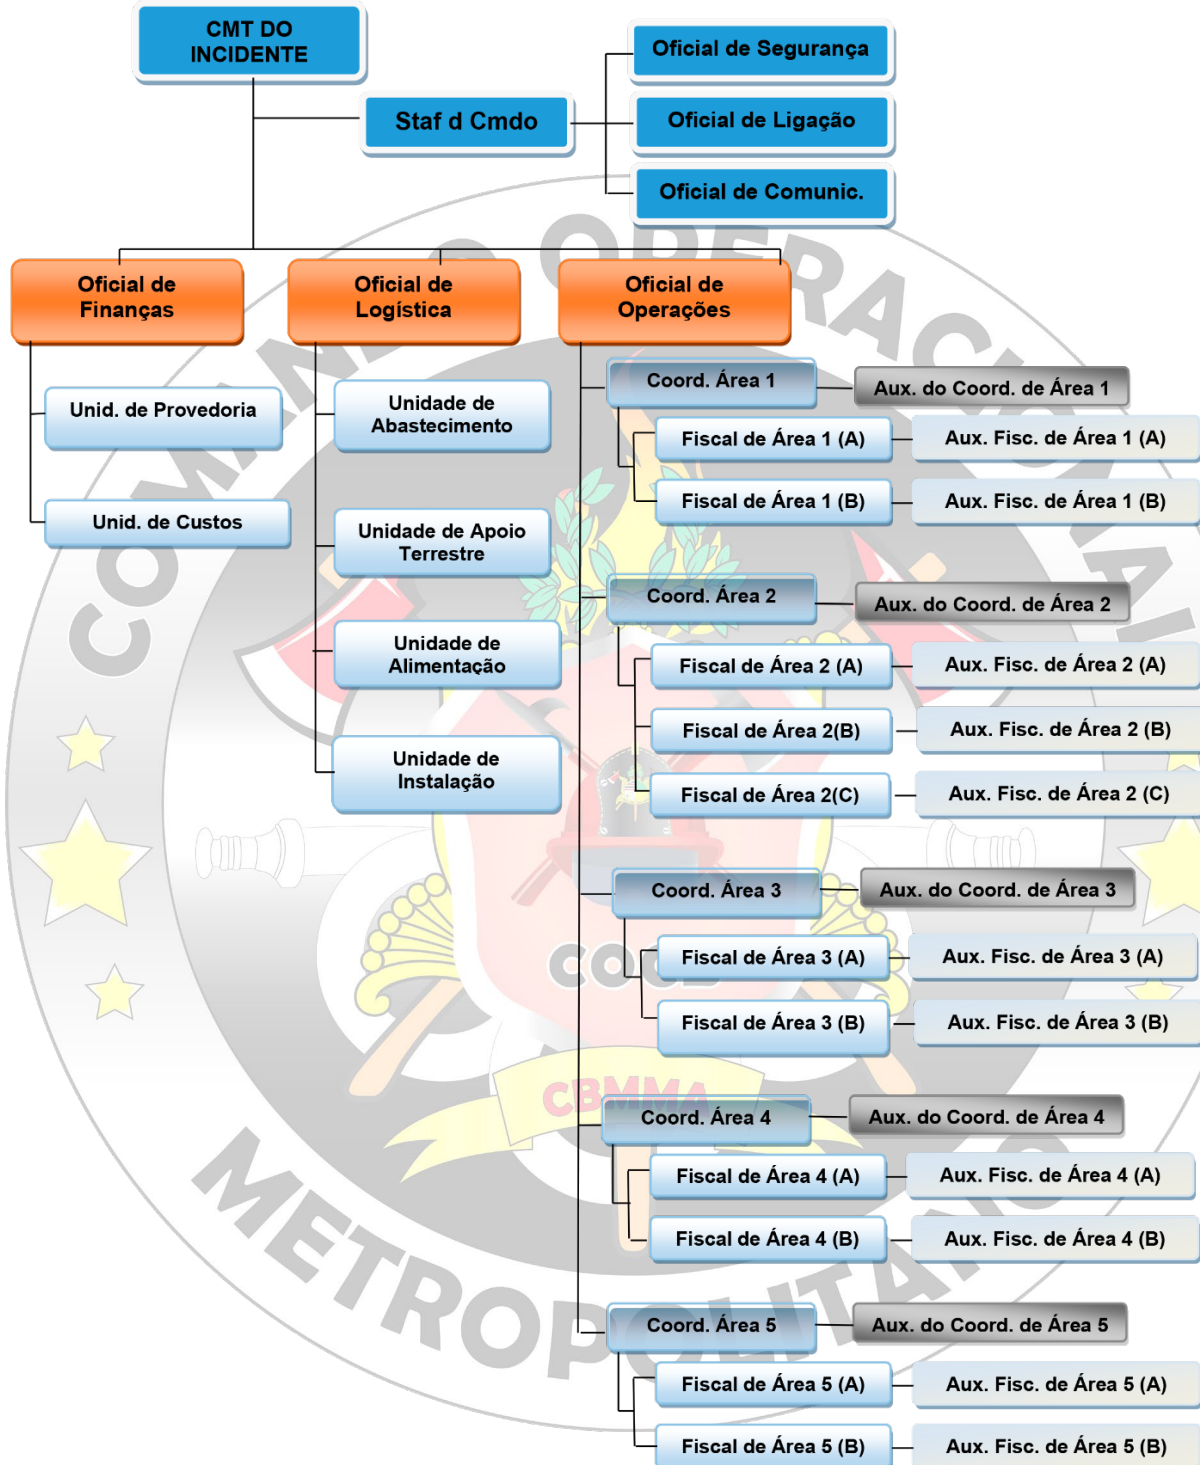 CMT DO
INCIDENTE
Oficial de Segurança
Staf d Cmdo
Oficial de Ligação
Oficial de Comunic.
COMANDO OPERACIONAL
Oficial de
Finanças
Oficial de
Logística
Oficial de
Operações
Coord. Área 1
Aux. do Coord. de Área 1
Unid. de Provedoria
Unidade de
Abastecimento
Fiscal de Área 1 (A)
Aux. Fisc. de Área 1 (A)
Fiscal de Área 1 (B)
Aux. Fisc. de Área 1 (B)
Unid. de Custos
Unidade de Apoio
Terrestre
Coord. Área 2
Aux. do Coord. de Área 2
Unidade de
Alimentação
Fiscal de Área 2 (A)
Aux. Fisc. de Área 2 (A)
Fiscal de Área 2(B)
Aux. Fisc. de Área 2 (B)
Unidade de
Instalação
Fiscal de Área 2(C)
Aux. Fisc. de Área 2 (C)
Coord. Área 3
Aux. do Coord. de Área 3
Fiscal de Área 3 (A)
Aux. Fisc. de Área 3 (A)
Fiscal de Área 3 (B)
Aux. Fisc. de Área 3 (B)
CBMMA
Coord. Área 4
Aux. do Coord. de Área 4
Fiscal de Área 4 (A)
Aux. Fisc. de Área 4 (A)
Fiscal de Área 4 (B)
Aux. Fisc. de Área 4 (B)
METROPOLITANO
Coord. Área 5
Aux. do Coord. de Área 5
Fiscal de Área 5 (A)
Aux. Fisc. de Área 5 (A)
Fiscal de Área 5 (B)
Aux. Fisc. de Área 5 (B)